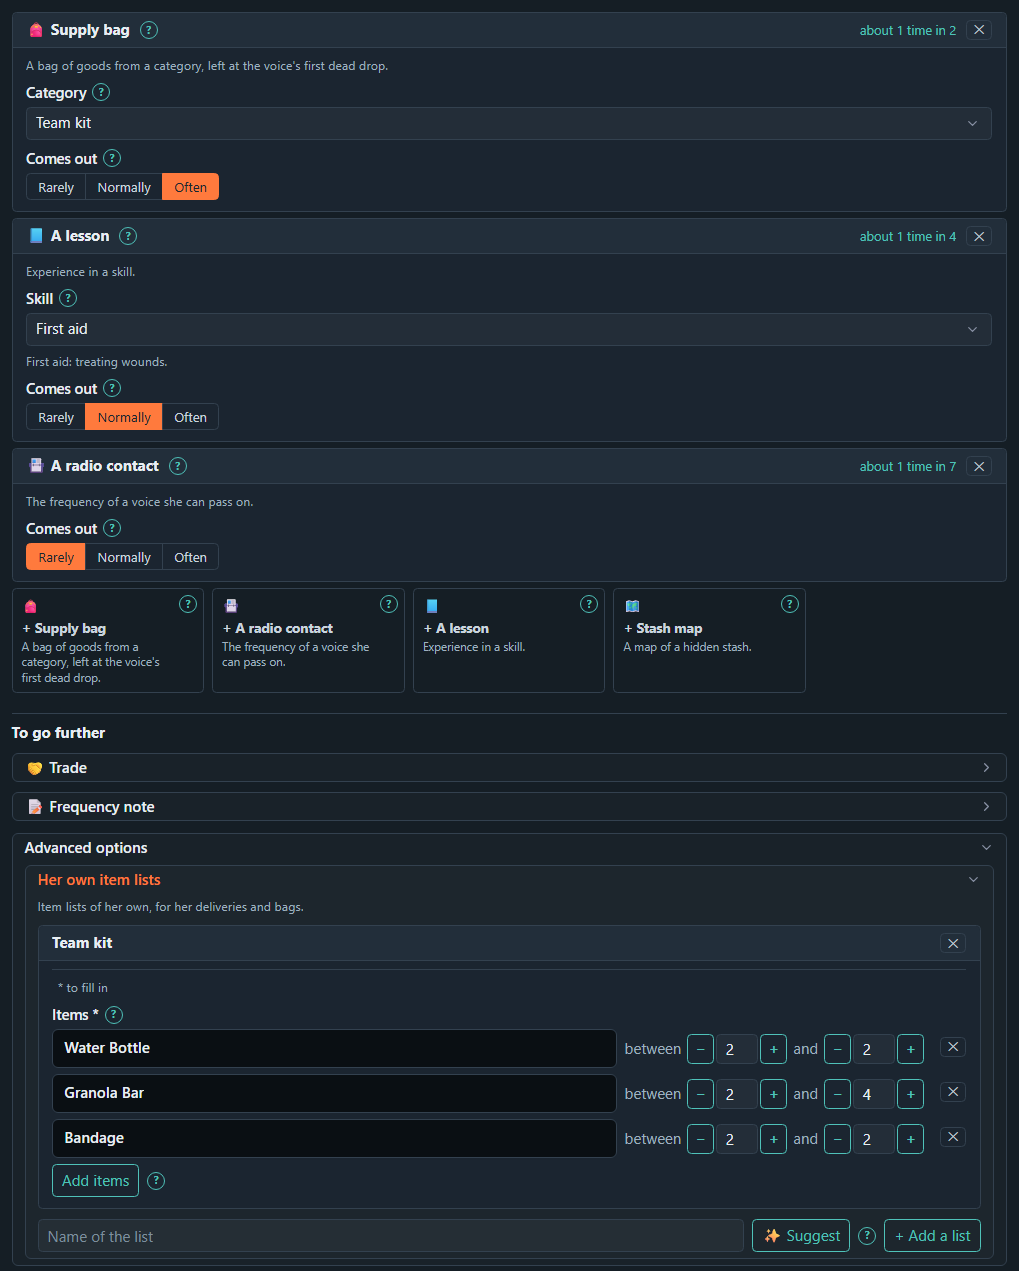 Supply bag ? about 1 time in 2
A bag of goods from a category, left at the voice's first dead drop.
Category ?
Team kit
Comes out ?
Rarely Normally Often
A lesson ? about 1 time in 4
Experience in a skill.
Skill ?
First aid
First aid: treating wounds.
Comes out ?
Rarely Normally Often
A radio contact ? about 1 time in 7
The frequency of a voice she can pass on.
Comes out ?
Rarely Normally Often
?
+ Supply bag
A bag of goods from a
category, left at the voice's
first dead drop.
?
+ A radio contact
The frequency of a voice she
can pass on.
?
+ A lesson
Experience in a skill.
?
+ Stash map
A map of a hidden stash.
To go further
Trade
Frequency note
Advanced options
Her own item lists
Item lists of her own, for her deliveries and bags.
Team kit
* to fill in
Items * ?
Water Bottle between − 2 + and − 2 +
Granola Bar between − 2 + and − 4 +
Bandage between − 2 + and − 2 +
Add items ?
Name of the list Suggest ? + Add a list